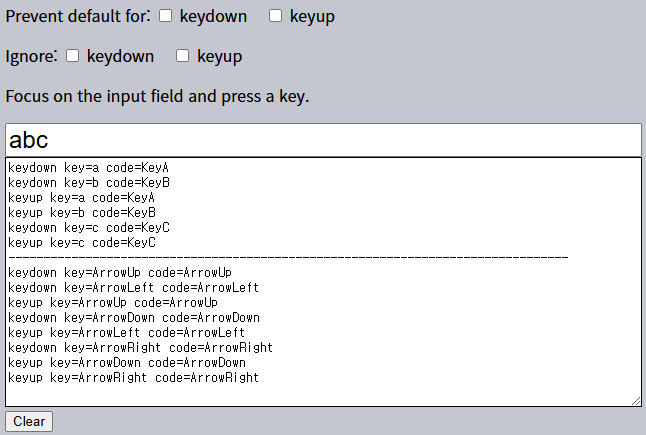 Prevent default for: keydown keyup
Ignore: keydown keyup
Focus on the input field and press a key.
abc
keydown key=a code=KeyA
keydown key=b code=KeyB
keyup key=a code=KeyA
keyup key=b code=KeyB
keydown key=c code=KeyC
keyup key=c code=KeyC
--------------------------------------------------------------------------------
keydown key=ArrowUp code=ArrowUp
keydown key=ArrowLeft code=ArrowLeft
keyup key=ArrowUp code=ArrowUp
keydown key=ArrowDown code=ArrowDown
keyup key=ArrowLeft code=ArrowLeft
keydown key=ArrowRight code=ArrowRight
keyup key=ArrowDown code=ArrowDown
keyup key=ArrowRight code=ArrowRight
Clear